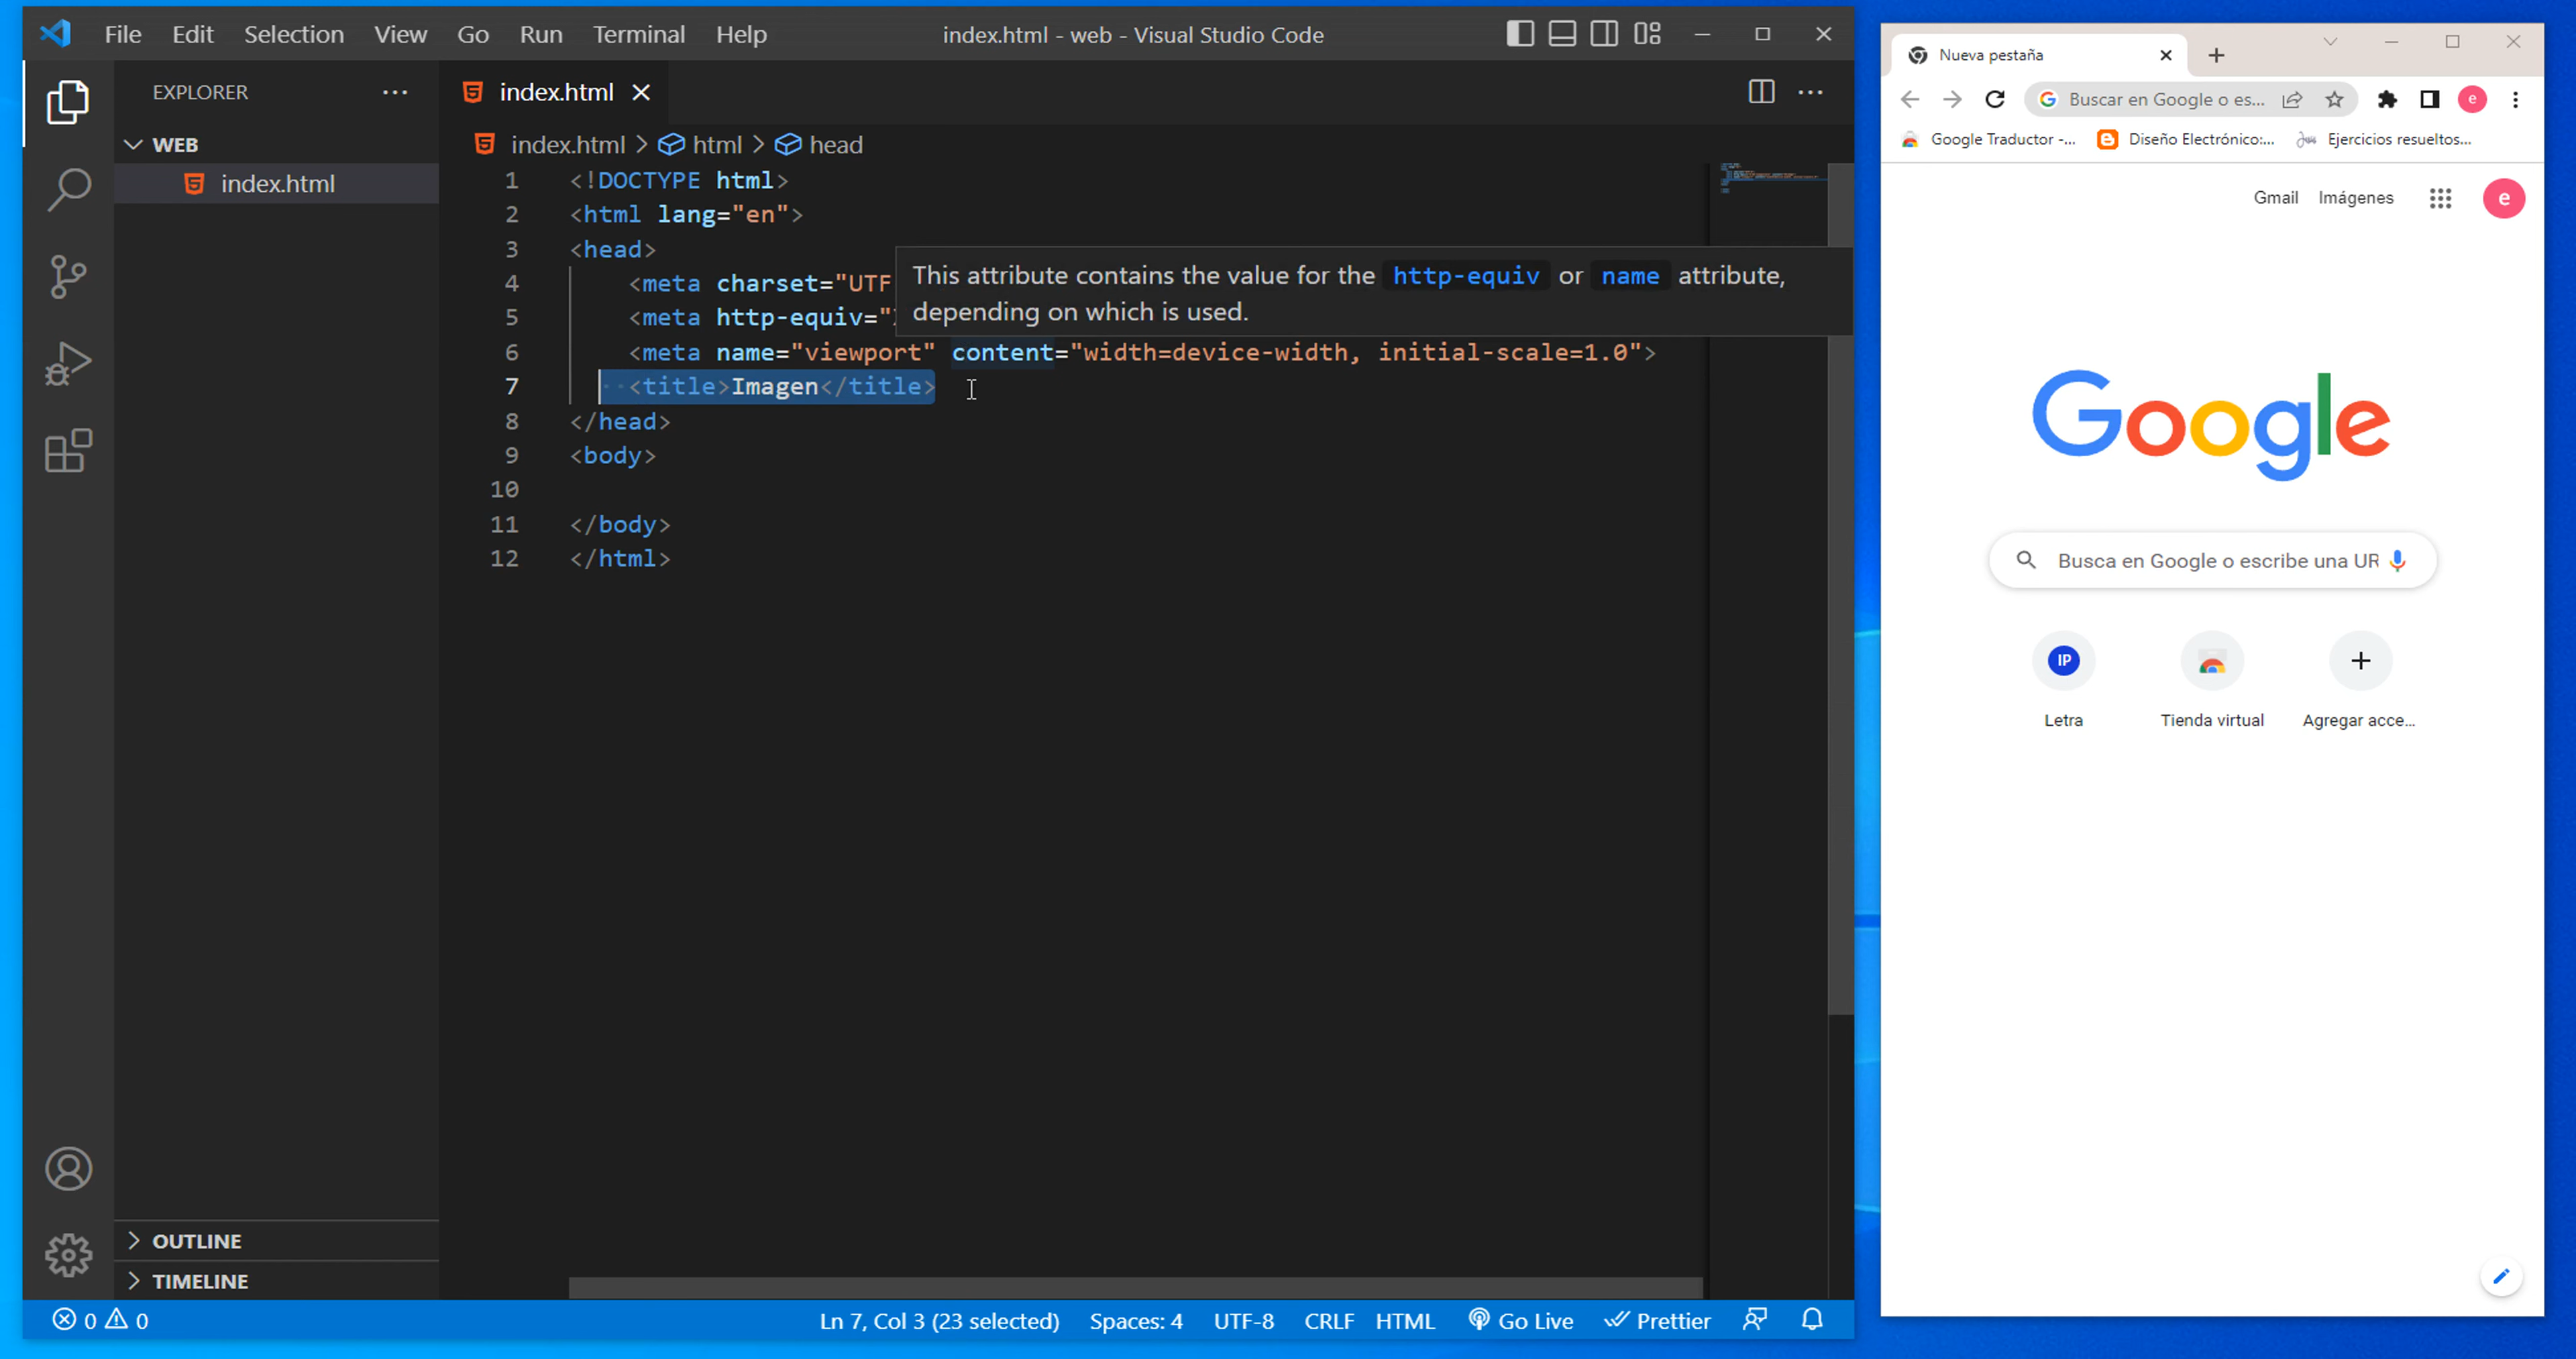 File Edit Selection View Go Run Terminal Help
index.html - web - Visual Studio Code
EXPLORER
WEB
index.html
index.html
index.html > html > head
1 <!DOCTYPE html>
2 <html lang="en">
3 <head>
4 <meta charset="UTF
5 <meta http-equiv="
6 <meta name="viewport" content="width=device-width, initial-scale=1.0">
7 <title>Imagen</title>
8 </head>
9 <body>
10
11 </body>
12 </html>
This attribute contains the value for the http-equiv or name attribute,
depending on which is used.
OUTLINE
TIMELINE
0 0
Ln 7, Col 3 (23 selected) Spaces: 4 UTF-8 CRLF HTML Go Live Prettier
Nueva pestaña
Buscar en Google o es...
Google Traductor -... Diseño Electrónico:... Ejercicios resueltos...
Gmail Imágenes
e
e
Google
Busca en Google o escribe una UR
IP
Letra Tienda virtual Agregar acce...